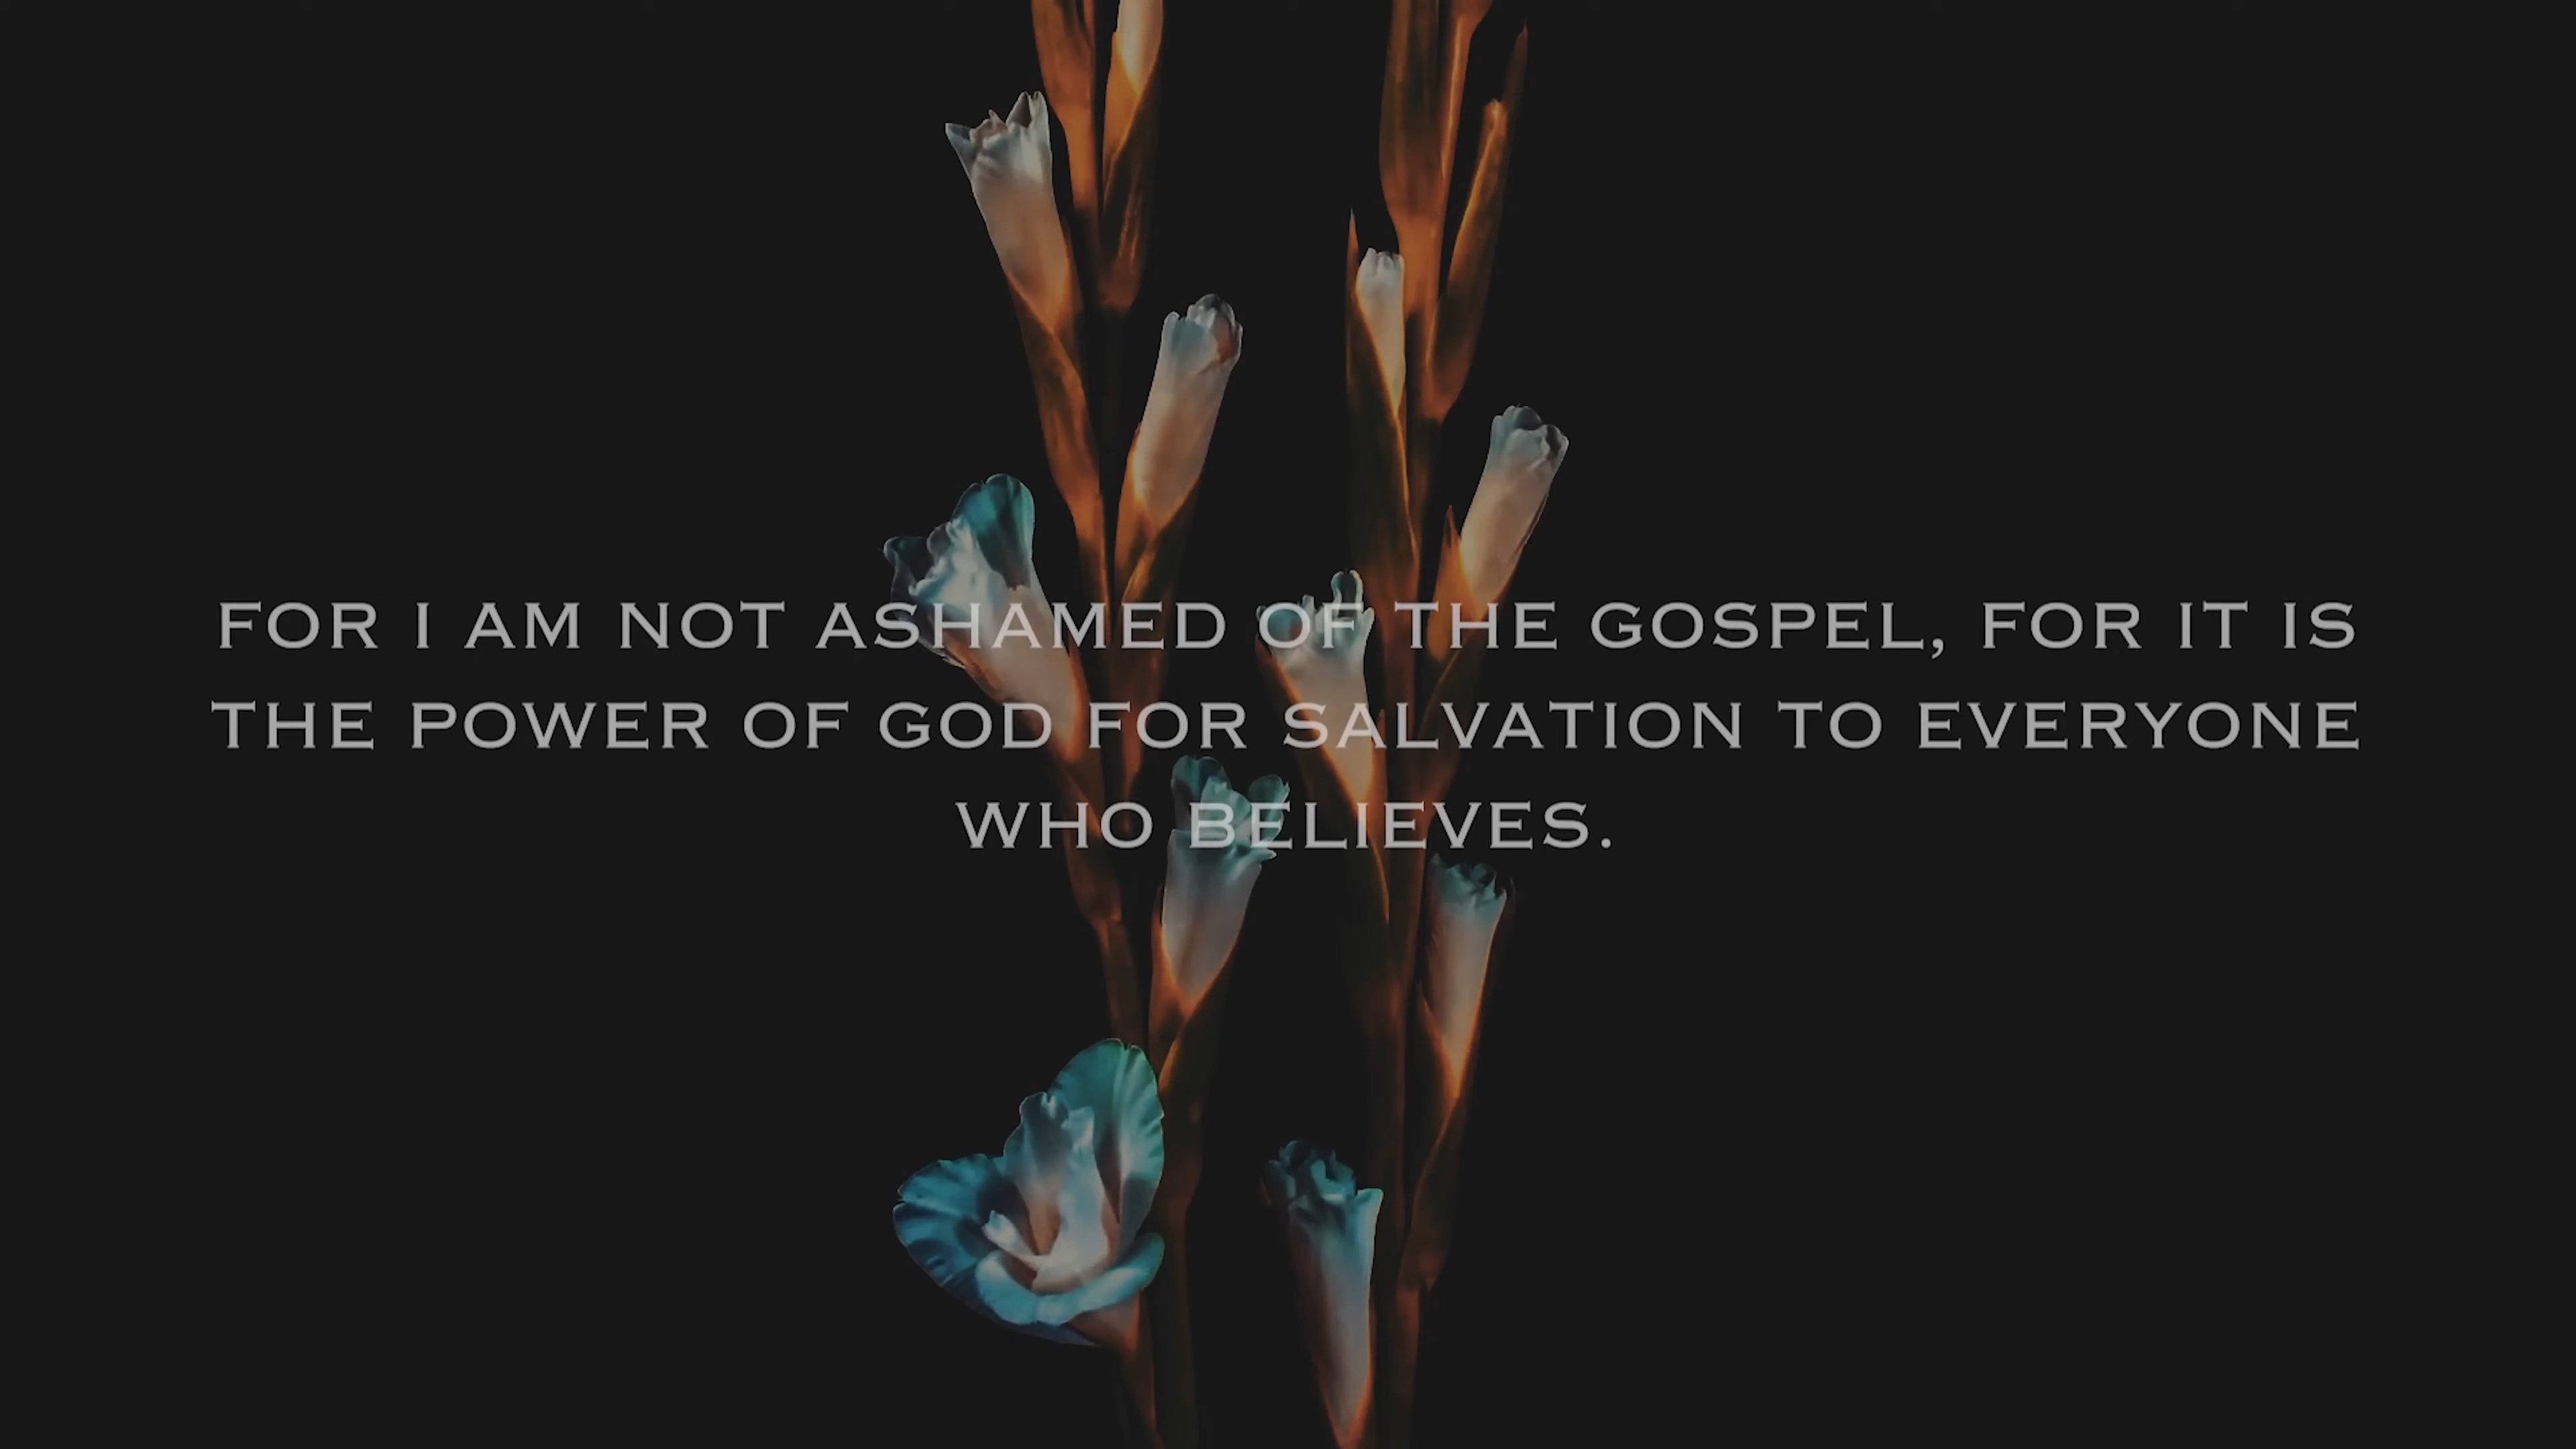 FOR I AM NOT ASHAMED OF THE GOSPEL, FOR IT IS
THE POWER OF GOD FOR SALVATION TO EVERYONE
WHO BELIEVES.